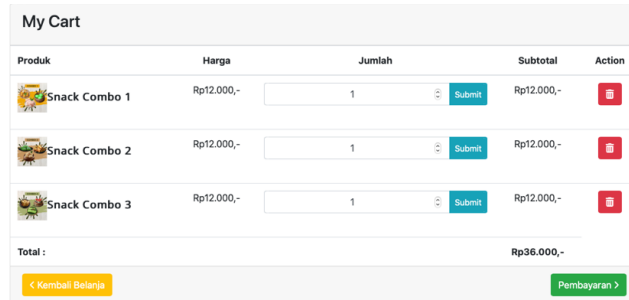 My Cart
Produk Harga Jumlah Subtotal Action
Snack Combo 1 Rp12.000,- 1 Submit Rp12.000,-
Snack Combo 2 Rp12.000,- 1 Submit Rp12.000,-
Snack Combo 3 Rp12.000,- 1 Submit Rp12.000,-
Total : Rp36.000,-
< Kembali Belanja Pembayaran >